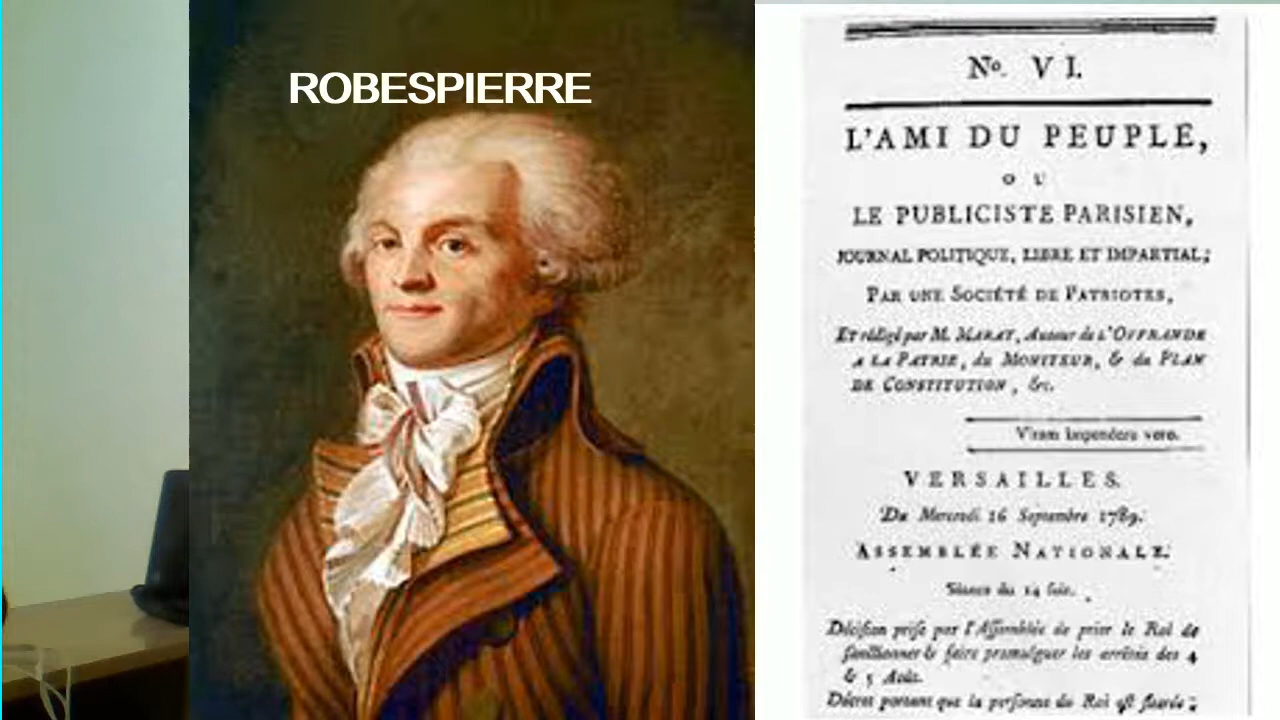 ROBESPIERRE
Nº. VI.
L'AMI DU PEUPLE,
OU
LE PUBLICISTE PARISIEN,
JOURNAL POLITIQUE, LIBRE ET IMPARTIAL;
PAR UNE SOCIÉTÉ DE PATRIOTES,
Et rédigé par M. MARAT, Auteur de L'OFFRANDE
A LA PATRIE, du MONITEUR, & du PLAN
DE CONSTITUTION, &c.
Vitam impendere vero.
VERSAILLES.
Du Mercredi 16 Septembre 1789.
ASSEMBLÉE NATIONALE.
Séance du 14 soir.
Décision prise par l'Assemblée de prier le Roi de
sanctionner & faire promulguer les arrêtés des 4
& 5 Août.
Décret portant que la personne du Roi est sacrée;